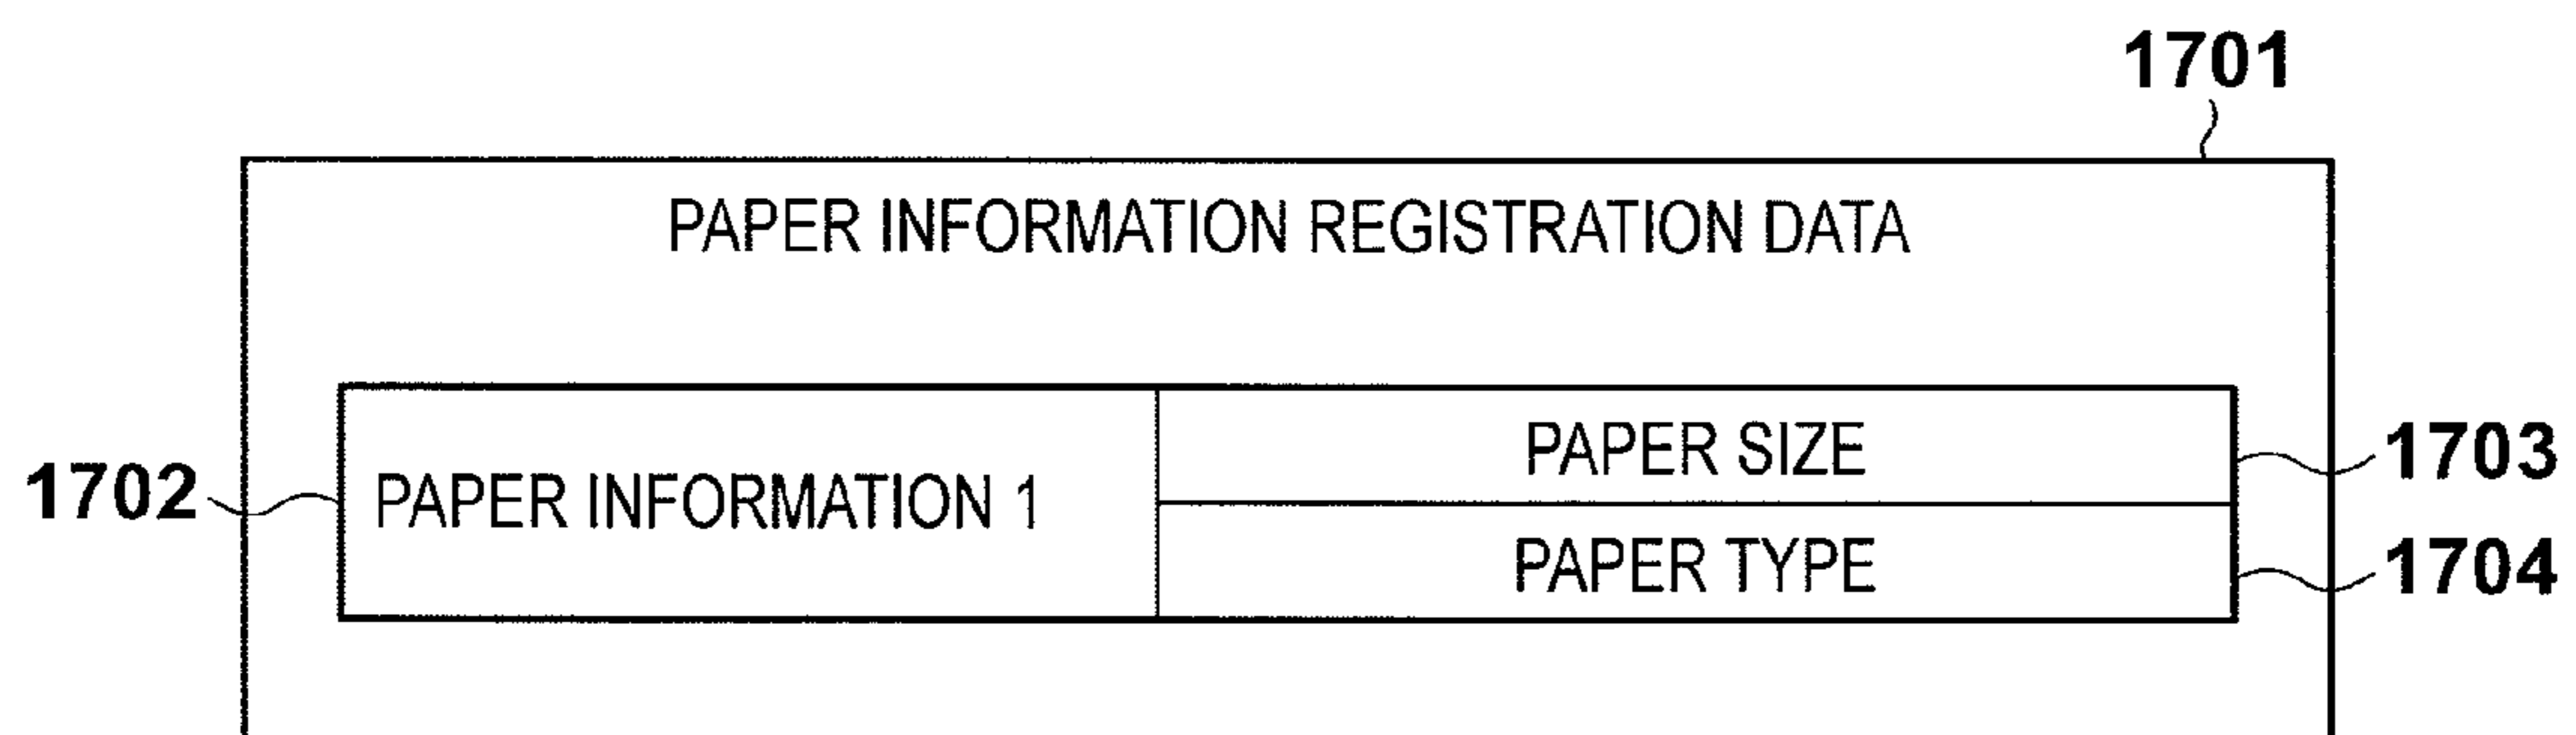 1701
PAPER INFORMATION REGISTRATION DATA
PAPER SIZE
1703
1702
PAPER INFORMATION 1
PAPER TYPE
1704